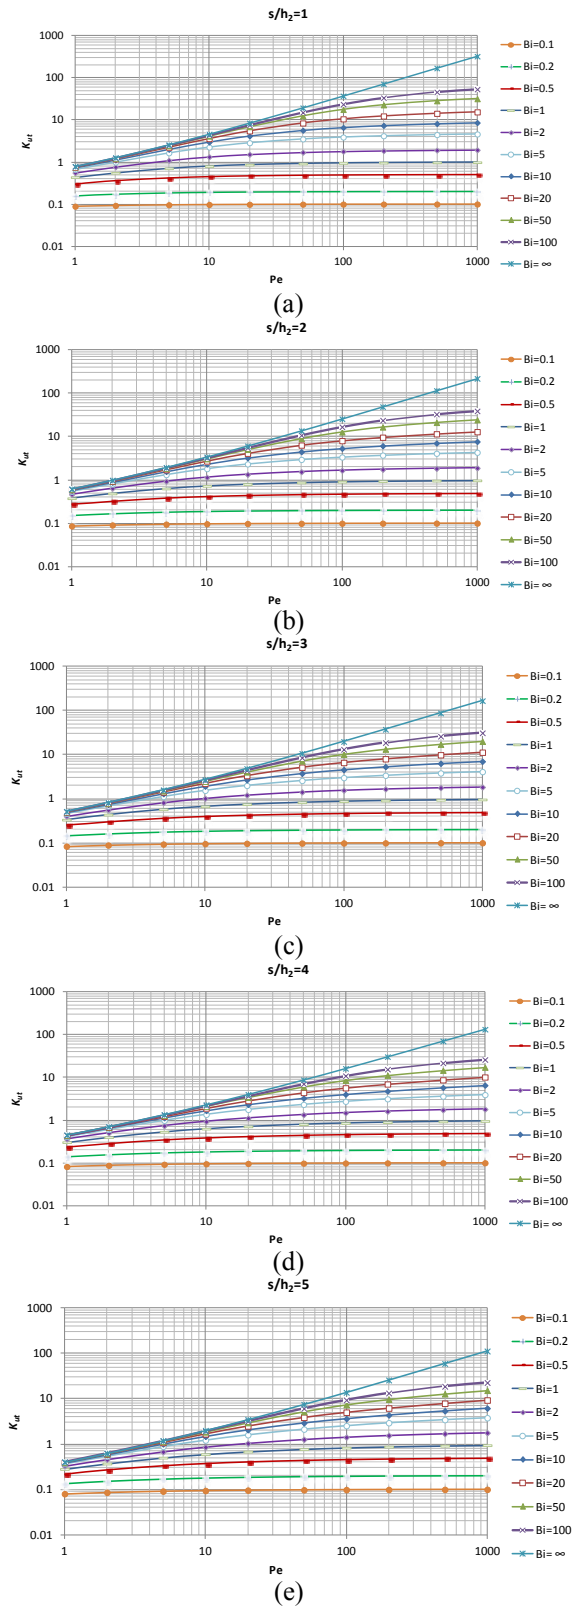 s/h2=1
1000
100
10
1
0.1
0.01
Kut
1 10 100 1000
Pe
Bi=0.1
Bi=0.2
Bi=0.5
Bi=1
Bi=2
Bi=5
Bi=10
Bi=20
Bi=50
Bi=100
Bi= ∞
(a)
s/h2=2
1000
100
10
1
0.1
0.01
Kut
1 10 100 1000
Pe
Bi=0.1
Bi=0.2
Bi=0.5
Bi=1
Bi=2
Bi=5
Bi=10
Bi=20
Bi=50
Bi=100
Bi= ∞
(b)
s/h2=3
1000
100
10
1
0.1
0.01
Kut
1 10 100 1000
Pe
Bi=0.1
Bi=0.2
Bi=0.5
Bi=1
Bi=2
Bi=5
Bi=10
Bi=20
Bi=50
Bi=100
Bi= ∞
(c)
s/h2=4
1000
100
10
1
0.1
0.01
Kut
1 10 100 1000
Pe
Bi=0.1
Bi=0.2
Bi=0.5
Bi=1
Bi=2
Bi=5
Bi=10
Bi=20
Bi=50
Bi=100
Bi= ∞
(d)
s/h2=5
1000
100
10
1
0.1
0.01
Kut
1 10 100 1000
Pe
Bi=0.1
Bi=0.2
Bi=0.5
Bi=1
Bi=2
Bi=5
Bi=10
Bi=20
Bi=50
Bi=100
Bi= ∞
(e)